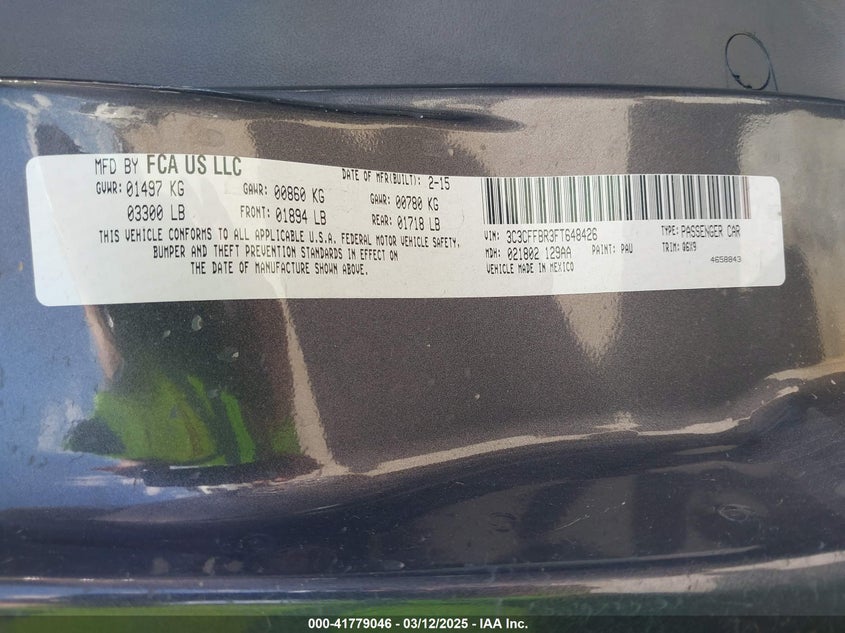 MFD BY FCA US LLC
DATE OF MFR(BUILT): 2-15
GVWR: 01497 KG
GAWR: 00860 KG
GAWR: 00780 KG
03300 LB
FRONT: 01894 LB
REAR: 01718 LB
THIS VEHICLE CONFORMS TO ALL APPLICABLE U.S.A. FEDERAL MOTOR VEHICLE SAFETY,
BUMPER AND THEFT PREVENTION STANDARDS IN EFFECT ON
THE DATE OF MANUFACTURE SHOWN ABOVE.
VIN: 3C3CFFBR3FT648426
TYPE: PASSENGER CAR
MDH: 021802 129AA
PAINT: PAU
TRIM: Q6X9
VEHICLE MADE IN MEXICO
4658843
000-41779046 / 03/12/2025 - IAA Inc.